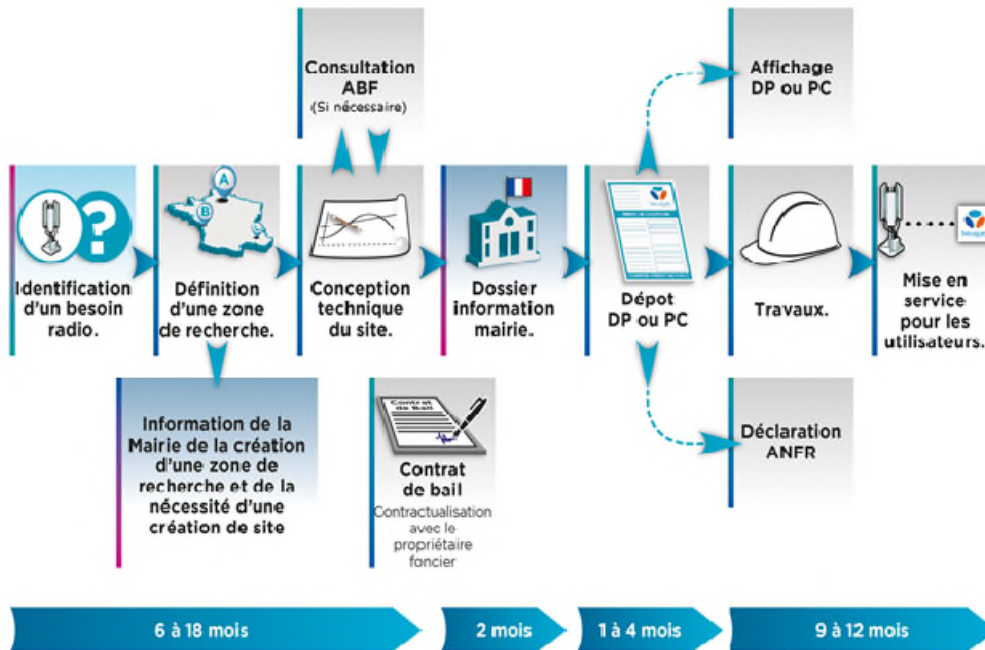 Consultation
ABF
(Si nécessaire)
Affichage
DP ou PC
A
B
C
?
Identification
d'un besoin
radio.
Définition
d'une zone
de recherche.
Conception
technique
du site.
Dossier
information
mairie.
Dépot
DP ou PC
Travaux.
Mise en
service
pour les
utilisateurs.
Information de la
Mairie de la création
d'une zone de
recherche et de la
nécessité d'une
création de site
Contrat
de Bail
Contrat
de bail
Contractualisation
avec le
propriétaire
foncier
Déclaration
ANFR
6 à 18 mois
2 mois
1 à 4 mois
9 à 12 mois